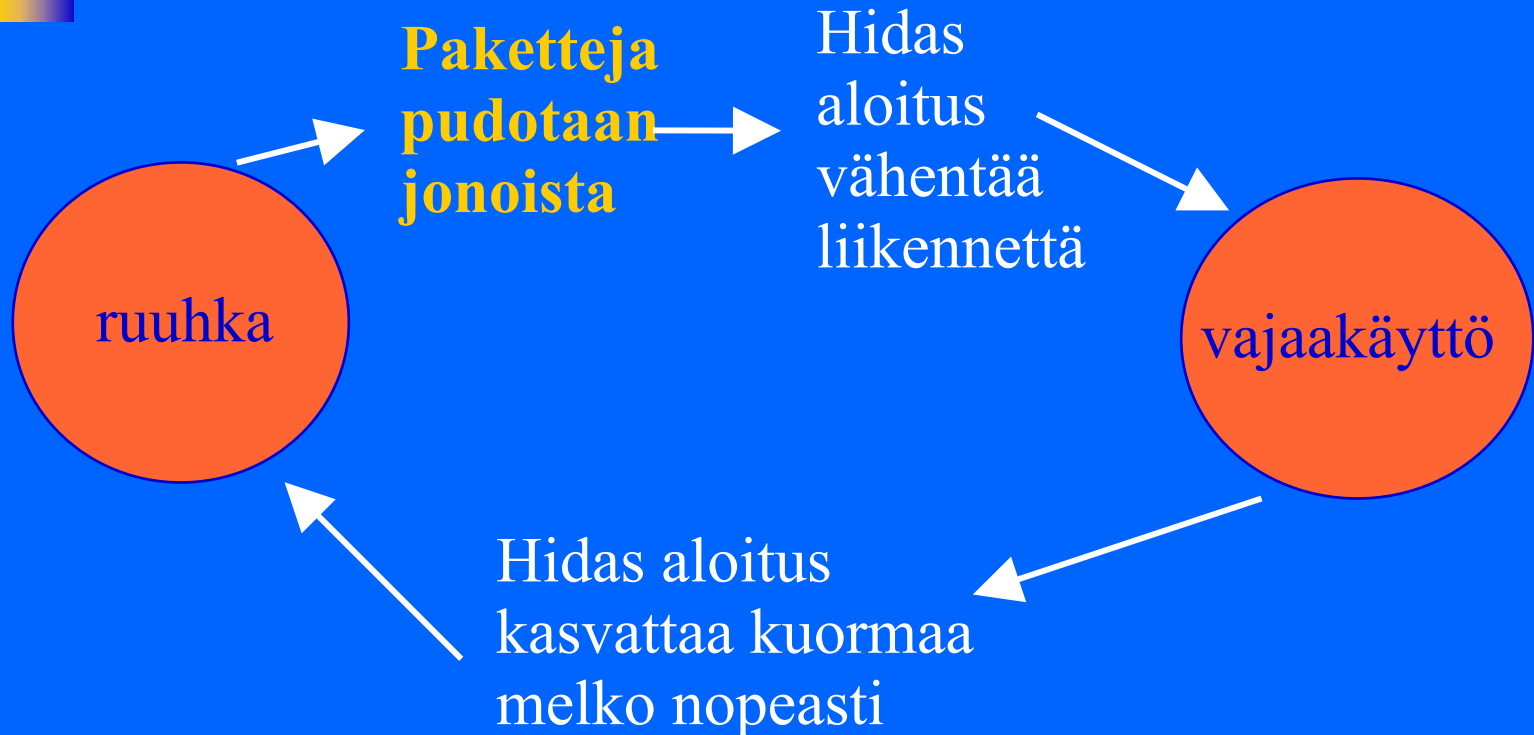 Paketteja
pudotaan
jonoista
Hidas
aloitus
vähentää
liikennettä
ruuhka
vajaakäyttö
Hidas aloitus
kasvattaa kuormaa
melko nopeasti